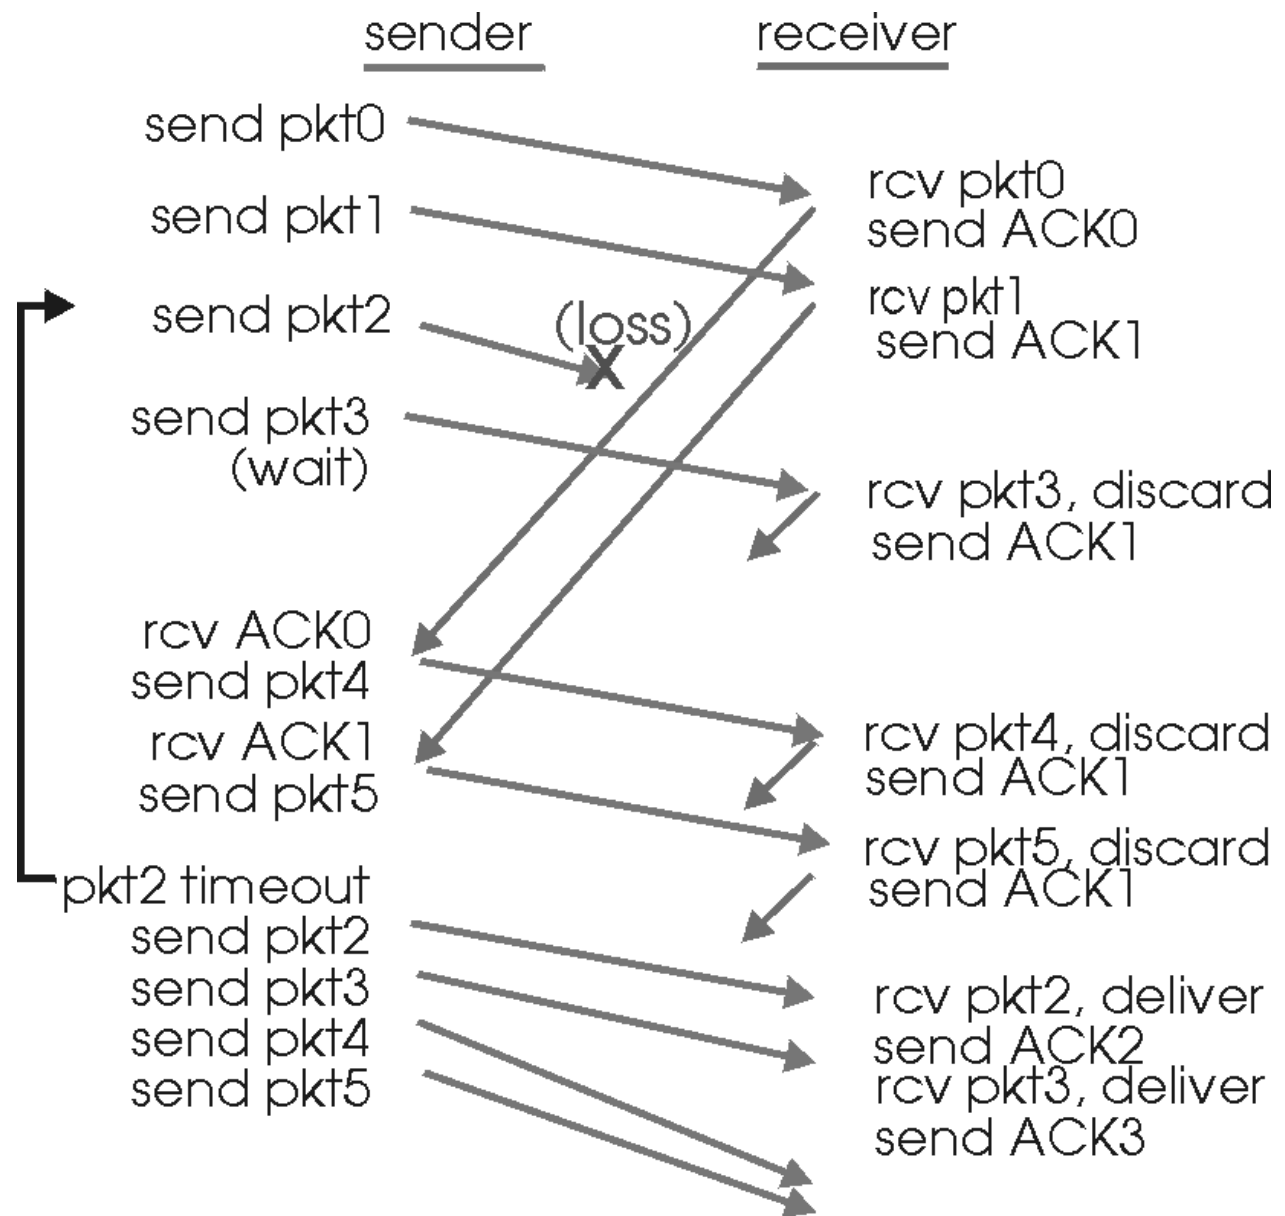 sender
receiver
send pkt0
send pkt1
send pkt2
(loss)
X
send pkt3
(wait)
rcv ACK0
send pkt4
rcv ACK1
send pkt5
pkt2 timeout
send pkt2
send pkt3
send pkt4
send pkt5
rcv pkt0
send ACK0
rcv pkt1
send ACK1
rcv pkt3, discard
send ACK1
rcv pkt4, discard
send ACK1
rcv pkt5, discard
send ACK1
rcv pkt2, deliver
send ACK2
rcv pkt3, deliver
send ACK3